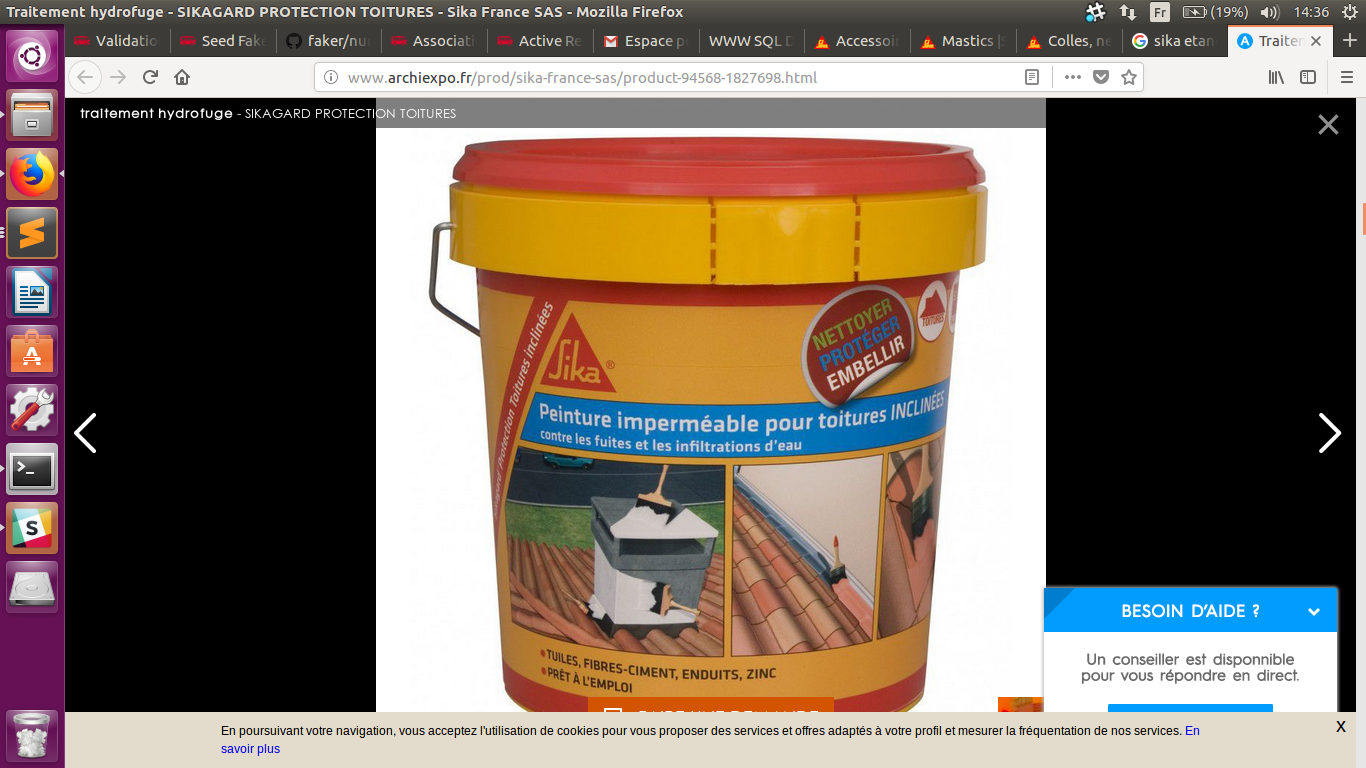 Traitement hydrofuge - SIKAGARD PROTECTION TOITURES - Sika France SAS - Mozilla Firefox
Fr
(19%)
14:36
Validatio
Seed Fake
faker/nu
Associati
Active Re
Espace pe
WWW SQL D
Accessoi
Mastics |S
Colles, ne
sika etan
Traitem
www.archiexpo.fr/prod/sika-france-sas/product-94568-1827698.html
traitement hydrofuge - SIKAGARD PROTECTION TOITURES
Sikagard Protection Toitures inclinées
Sika®
NETTOYER
PROTÉGER
EMBELLIR
TOITURES
Peinture imperméable pour toitures INCLINÉES
contre les fuites et les infiltrations d'eau
•TUILES, FIBRES-CIMENT, ENDUITS, ZINC
•PRÊT À L'EMPLOI
BESOIN D'AIDE ?
Un conseiller est disponnible
pour vous répondre en direct.
En poursuivant votre navigation, vous acceptez l'utilisation de cookies pour vous proposer des services et offres adaptés à votre profil et mesurer la fréquentation de nos services. En
savoir plus
X